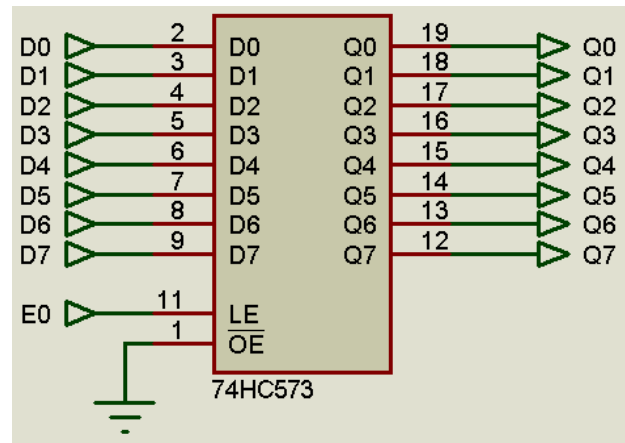 D0 2 D0 Q0 19 Q0
D1 3 D1 Q1 18 Q1
D2 4 D2 Q2 17 Q2
D3 5 D3 Q3 16 Q3
D4 6 D4 Q4 15 Q4
D5 7 D5 Q5 14 Q5
D6 8 D6 Q6 13 Q6
D7 9 D7 Q7 12 Q7
E0 11 LE
1 OE
74HC573